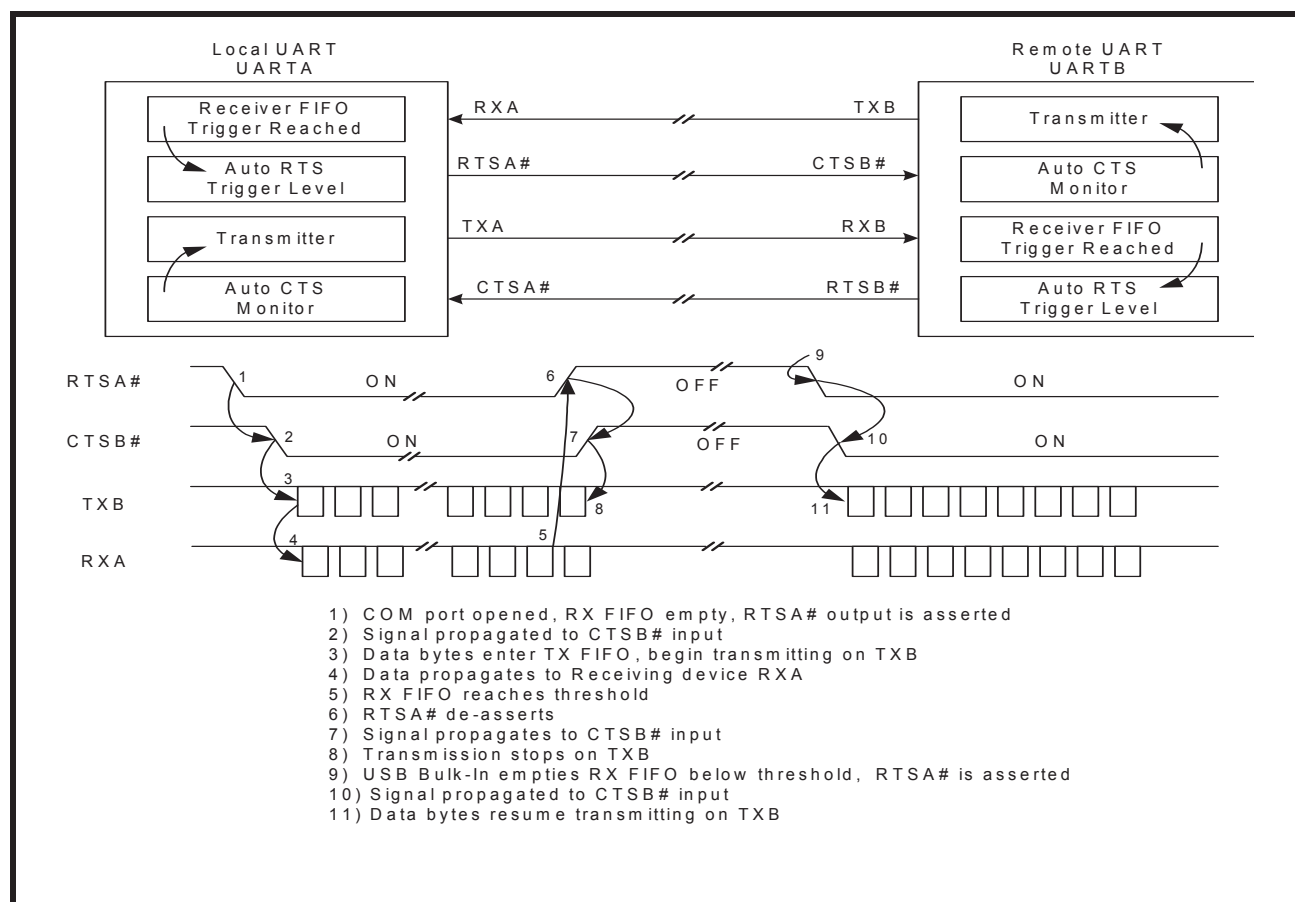 Local UART
UARTA
Remote UART
UARTB
Receiver FIFO
Trigger Reached
Auto RTS
Trigger Level
Transmitter
Auto CTS
Monitor
RXA
TXB
RTSA#
CTSB#
TXA
RXB
CTSA#
RTSB#
Transmitter
Auto CTS
Monitor
Receiver FIFO
Trigger Reached
Auto RTS
Trigger Level
RTSA#
1
ON
6
OFF
9
ON
CTSB#
2
ON
7
OFF
10
ON
TXB
3
8
11
RXA
4
5
1) COM port opened, RX FIFO empty, RTSA# output is asserted
2) Signal propagated to CTSB# input
3) Data bytes enter TX FIFO, begin transmitting on TXB
4) Data propagates to Receiving device RXA
5) RX FIFO reaches threshold
6) RTSA# de-asserts
7) Signal propagates to CTSB# input
8) Transmission stops on TXB
9) USB Bulk-In empties RX FIFO below threshold, RTSA# is asserted
10) Signal propagated to CTSB# input
11) Data bytes resume transmitting on TXB